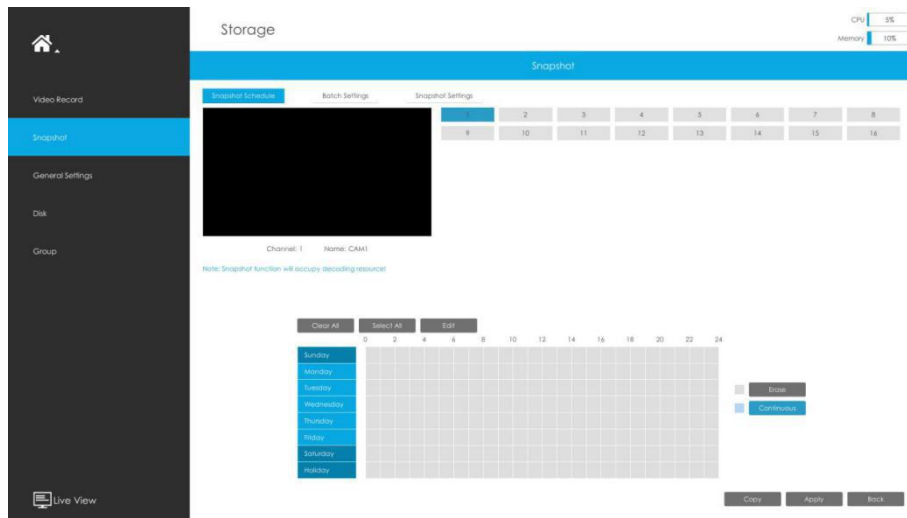 Storage
CPU 5%
Memory 10%
Snapshot
Video Record
Snapshot
General Settings
Disk
Group
Live View
Snapshot Schedule Batch Settings Snapshot Settings
1 2 3 4 5 6 7 8
9 10 11 12 13 14 15 16
Channel: 1 Name: CAM1
Note: Snapshot function will occupy decoding resource!
Clear All Select All Edit
0 2 4 6 8 10 12 14 16 18 20 22 24
Sunday
Monday
Tuesday
Wednesday
Thursday
Friday
Saturday
Holiday
Erase
Continuous
Copy Apply Back